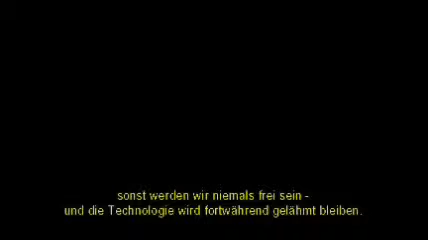 sonst werden wir niemals frei sein -
und die Technologie wird fortwährend gelähmt bleiben.